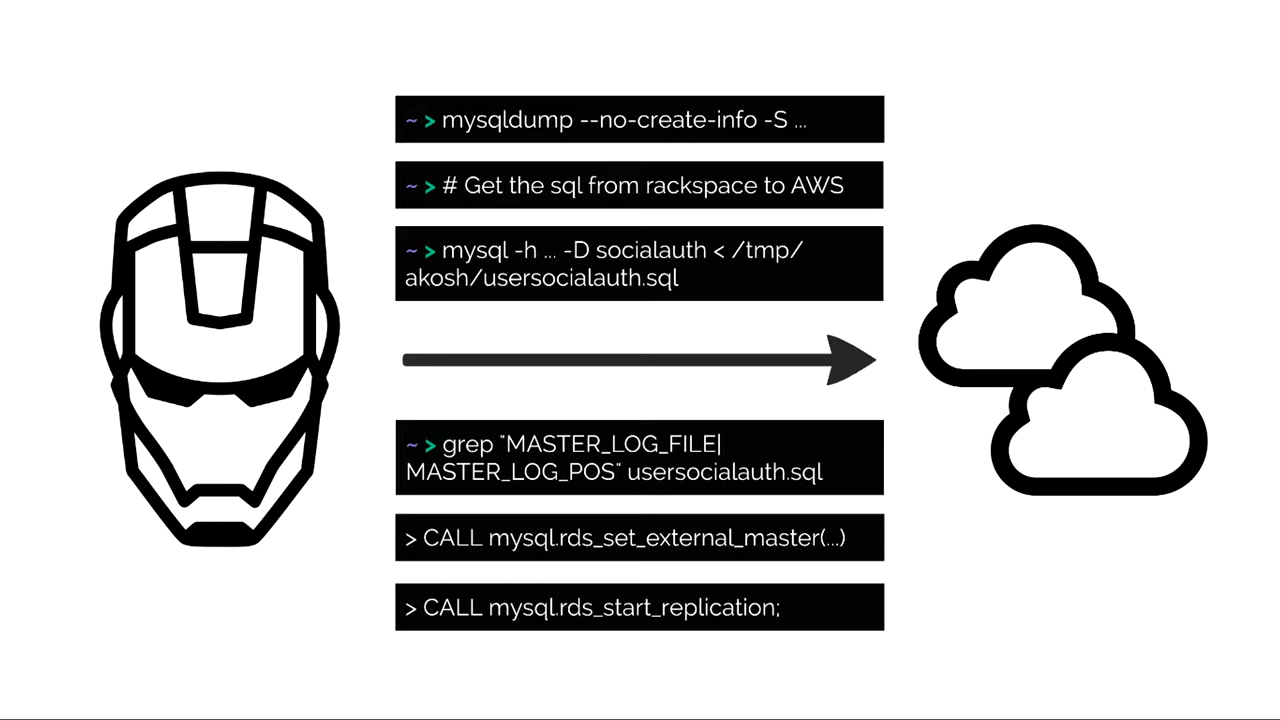 ~ > mysqldump --no-create-info -S ...
~ > # Get the sql from rackspace to AWS
~ > mysql -h ... -D socialauth < /tmp/
akosh/usersocialauth.sql
~ > grep "MASTER_LOG_FILE|
MASTER_LOG_POS" usersocialauth.sql
> CALL mysql.rds_set_external_master(...)
> CALL mysql.rds_start_replication;